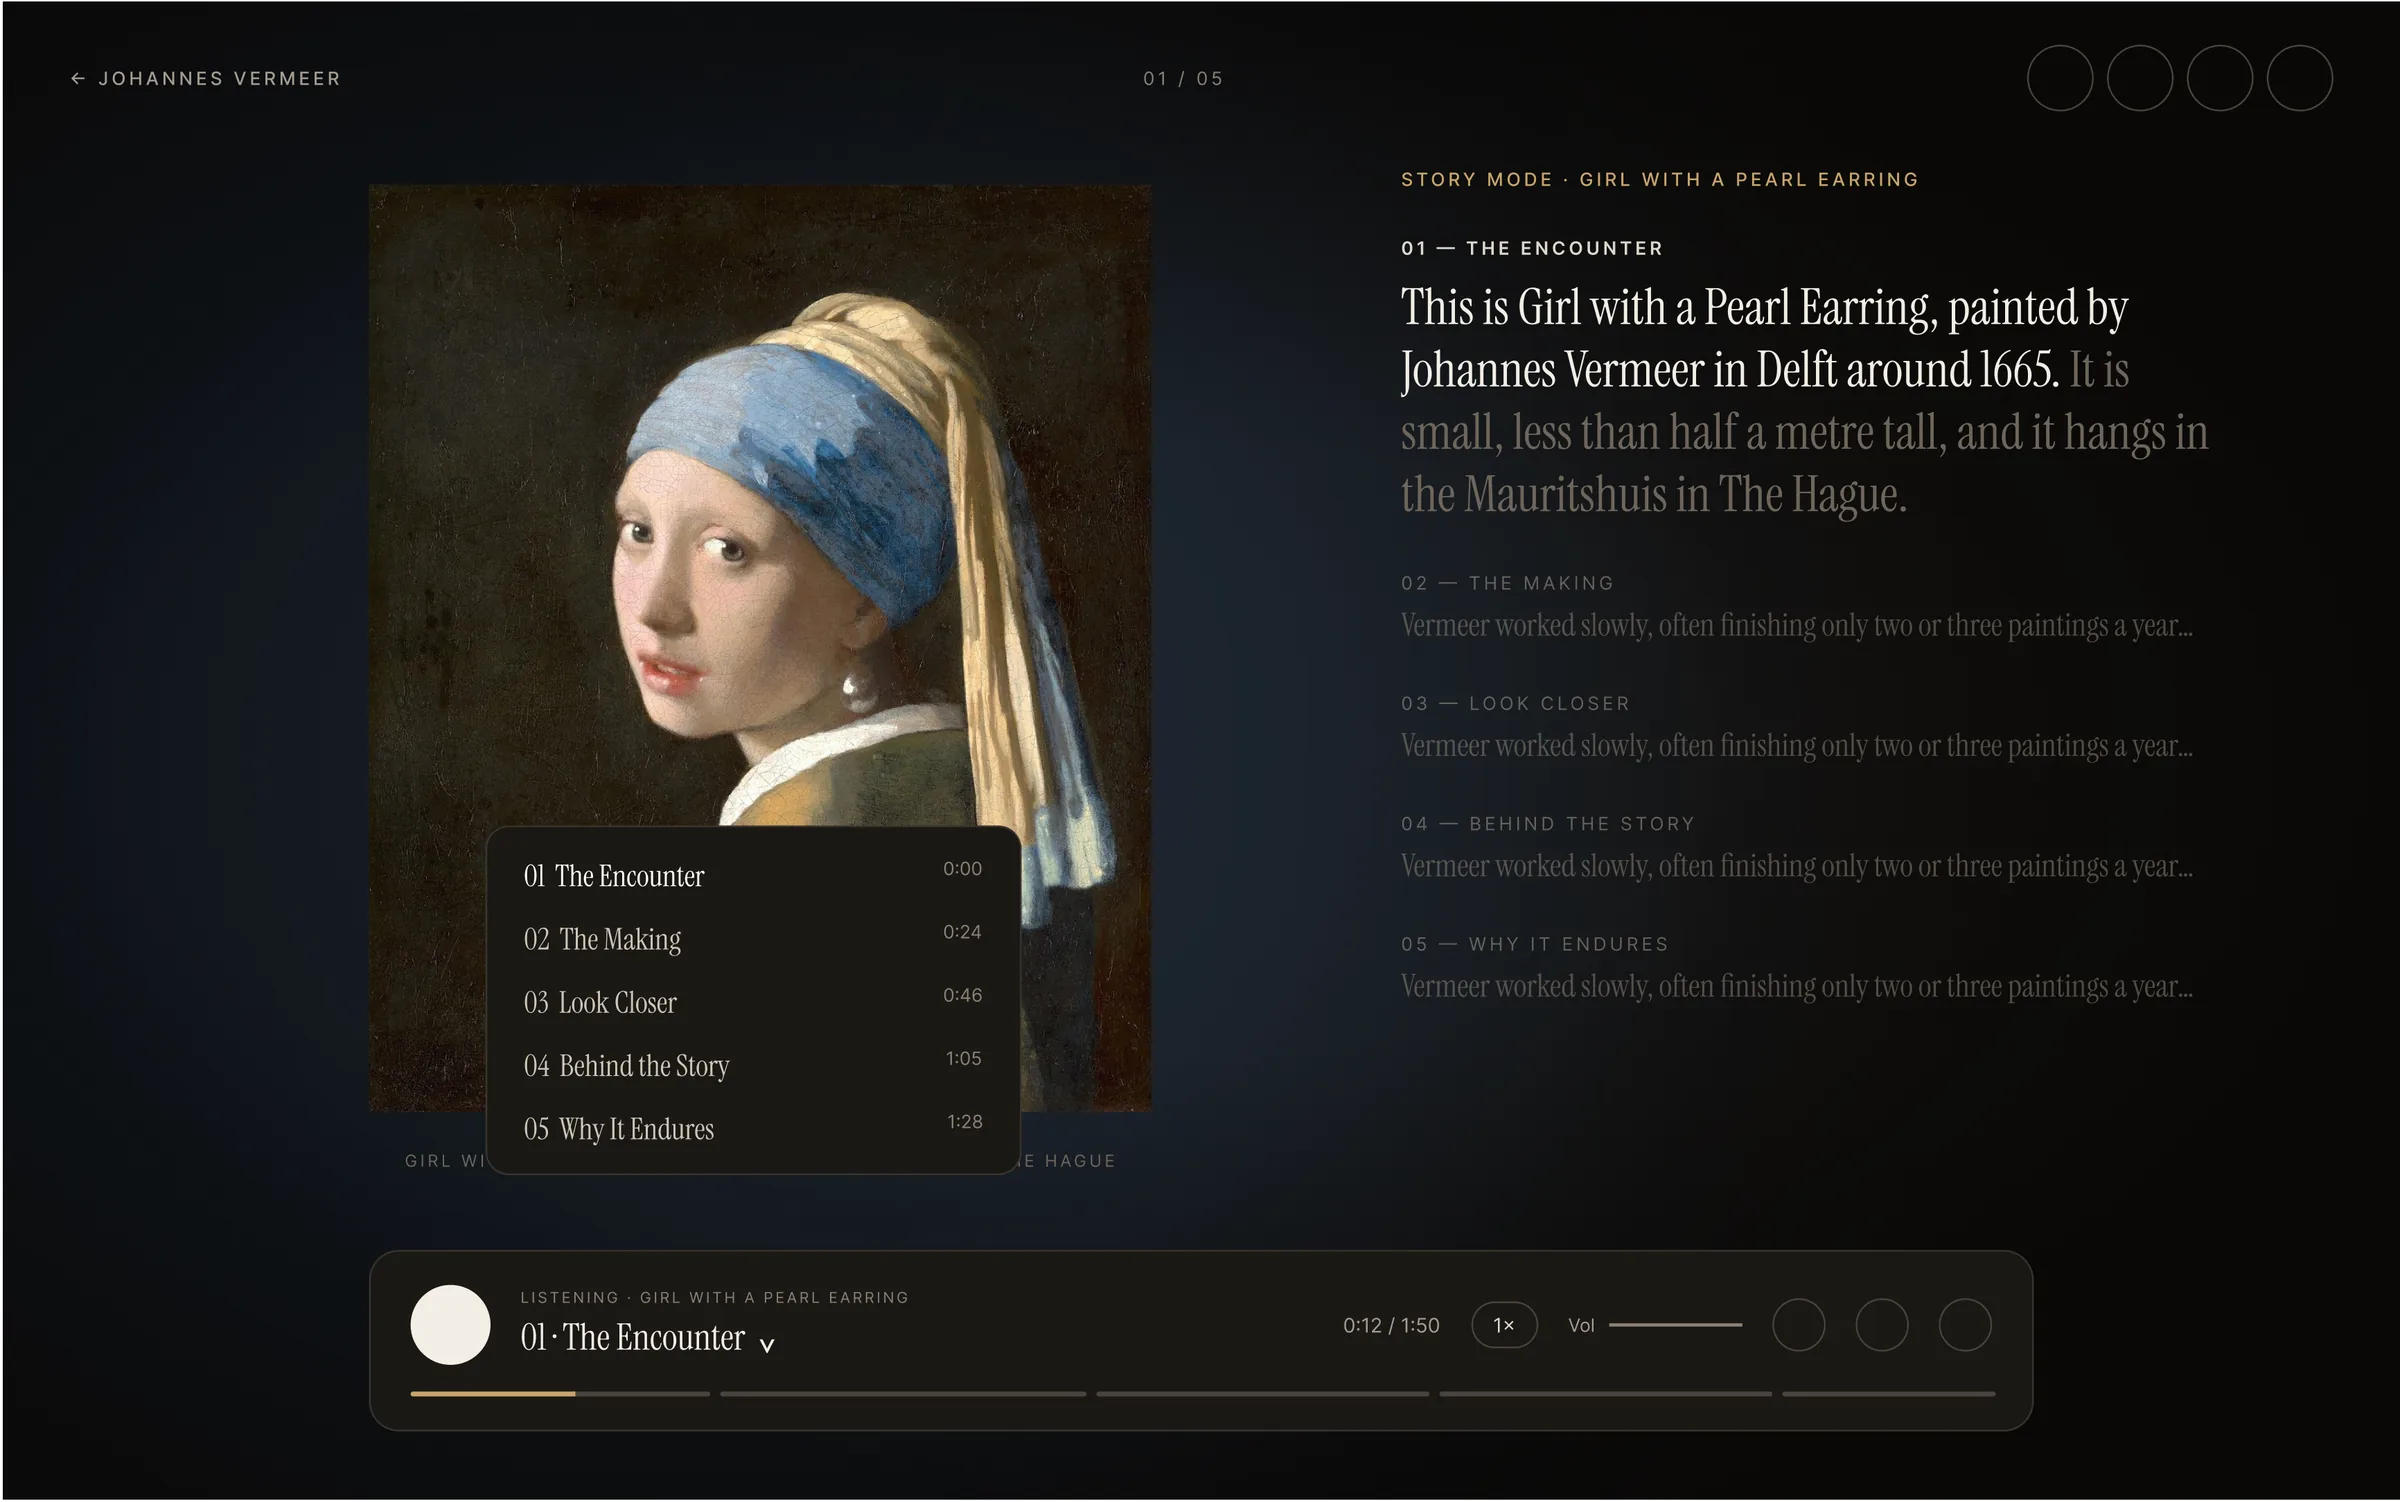 ← JOHANNES VERMEER
01 / 05
STORY MODE · GIRL WITH A PEARL EARRING
01 — THE ENCOUNTER
This is Girl with a Pearl Earring, painted by
Johannes Vermeer in Delft around 1665. It is
small, less than half a metre tall, and it hangs in
the Mauritshuis in The Hague.
02 — THE MAKING
Vermeer worked slowly, often finishing only two or three paintings a year...
03 — LOOK CLOSER
Vermeer worked slowly, often finishing only two or three paintings a year...
04 — BEHIND THE STORY
Vermeer worked slowly, often finishing only two or three paintings a year...
05 — WHY IT ENDURES
Vermeer worked slowly, often finishing only two or three paintings a year...
01 The Encounter 0:00
02 The Making 0:24
03 Look Closer 0:46
04 Behind the Story 1:05
05 Why It Endures 1:28
GIRL HAGUE
LISTENING · GIRL WITH A PEARL EARRING
01 · The Encounter
0:12 / 1:50
1×
Vol